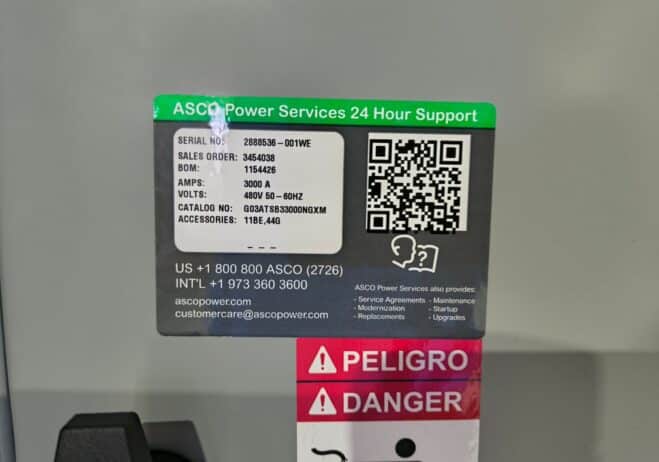 ASCO Power Services 24 Hour Support
SERIAL NO: 2888536-001WE
SALES ORDER: 3454038
BOM: 1154426
AMPS: 3000 A
VOLTS: 480V 50-60HZ
CATALOG NO: G03ATSB33000NGXM
ACCESSORIES: 11BE,44G
- - -
US +1 800 800 ASCO (2726)
INT'L +1 973 360 3600
ascopower.com
customercare@ascopower.com
ASCO Power Services also provides:
- Service Agreements - Maintenance
- Modernization - Startup
- Replacements - Upgrades
PELIGRO
DANGER